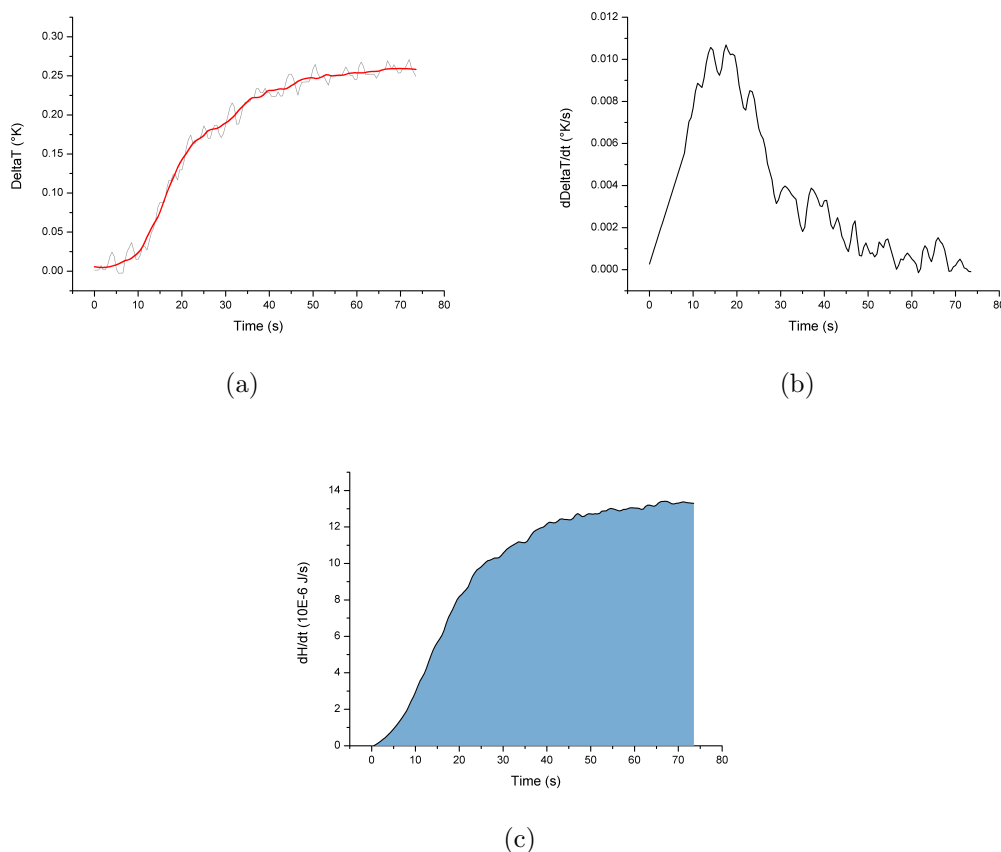 0.30
0.25
0.20
0.15
0.10
0.05
0.00
DeltaT (°K)
0 10 20 30 40 50 60 70 80
Time (s)
(a)
0.012
0.010
0.008
0.006
0.004
0.002
0.000
dDeltaT/dt (°K/s)
0 10 20 30 40 50 60 70 80
Time (s)
(b)
14
12
10
8
6
4
2
0
dH/dt (10E-6 J/s)
0 10 20 30 40 50 60 70 80
Time (s)
(c)